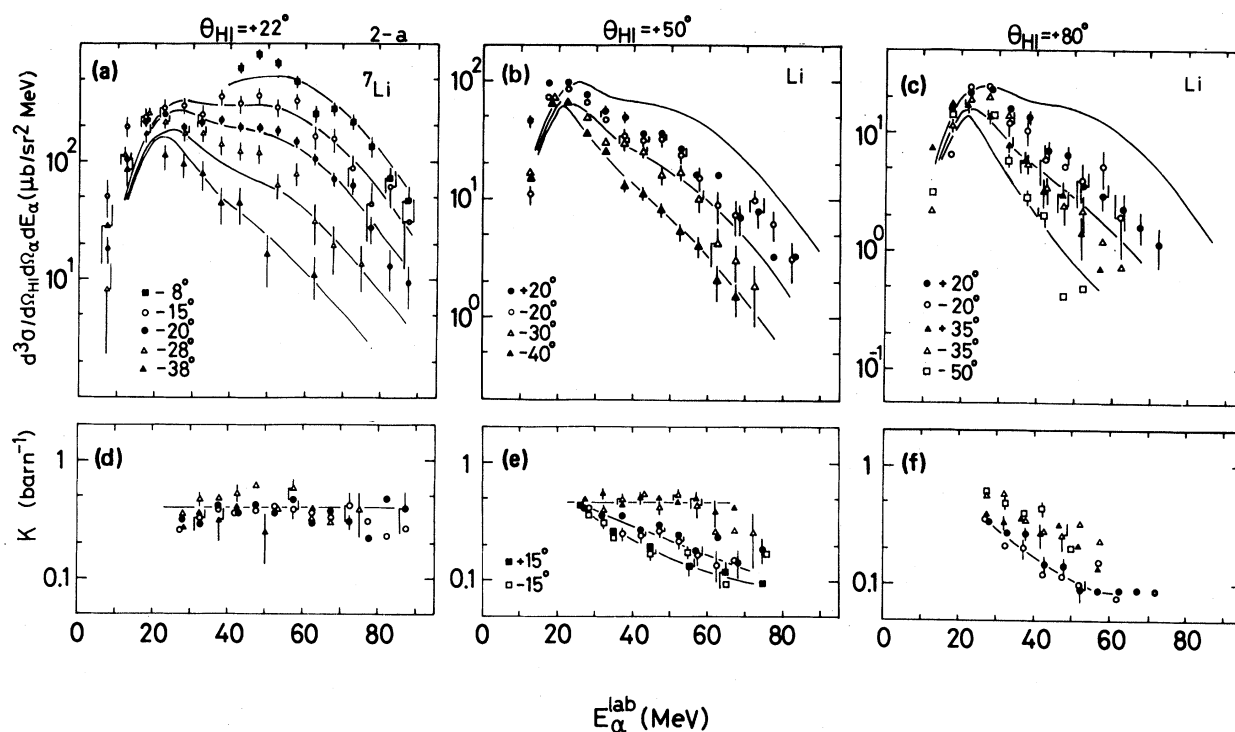 θHI=+22° 2-a
θHI=+50°
θHI=+80°
(a) 7Li
(b) Li
(c) Li
d³σ/dΩHI dΩα dEα (μb/sr² MeV)
10²
10¹
10²
10¹
10⁰
10¹
10⁰
10⁻¹
-8°
-15°
-20°
-28°
-38°
+20°
-20°
-30°
-40°
+20°
-20°
+35°
-35°
-50°
(d)
(e)
(f)
K (barn⁻¹)
1
0.1
1
0.1
1
0.1
+15°
-15°
0 20 40 60 80
0 20 40 60 80
0 20 40 60 80
Eαlab (MeV)